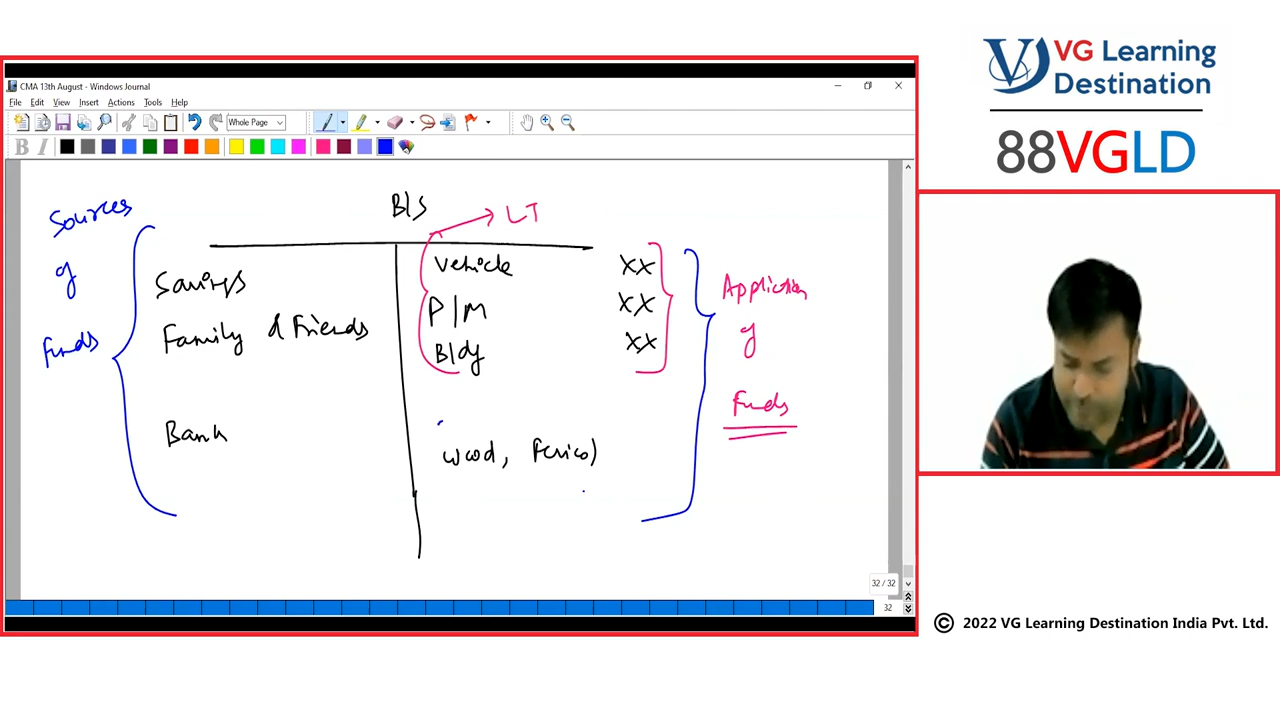 CMA 13th August - Windows Journal
File Edit View Insert Actions Tools Help
Whole Page
B I
B/S
Sources
of
Funds
LT
Savings
Family & Friends
Bank
Vehicle XX
P/M XX
Bldg XX
wood,
Application
of
Funds
32 / 32
32
VG Learning
Destination
88VGLD
© 2022 VG Learning Destination India Pvt. Ltd.